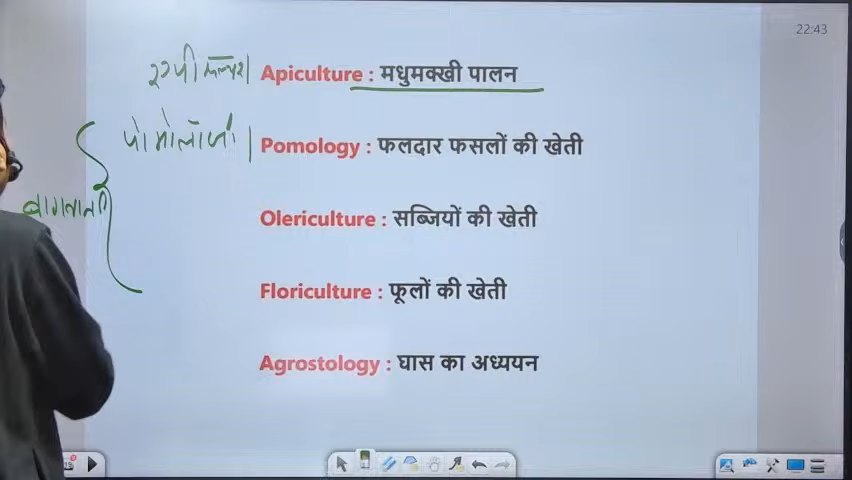 22:43
एपीकल्चर Apiculture : मधुमक्खी पालन
पोमोलॉजी Pomology : फलदार फसलों की खेती
बागवानी Olericulture : सब्जियों की खेती
Floriculture : फूलों की खेती
Agrostology : घास का अध्ययन